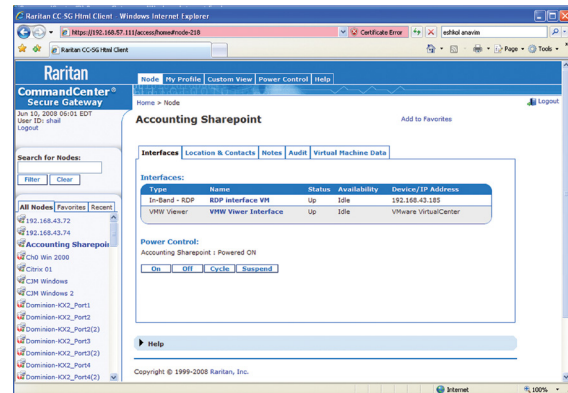 Raritan CC-SG Html Client - Windows Internet Explorer
https://192.168.57.111/access/home#node-218
Certificate Error
eshkol anavim
Raritan CC-SG Html Client
Page
Tools
Raritan
CommandCenter®
Secure Gateway
Node My Profile Custom View Power Control Help
Jun 10, 2008 06:01 EDT
User ID: shail
Logout
Home > Node
Logout
Accounting Sharepoint
Add to Favorites
Search for Nodes:
Filter Clear
All Nodes Favorites Recent
192.168.43.72
192.168.43.74
Accounting Sharepoin
Ch0 Win 2000
Citrix 01
CJM Windows
CJM Windows 2
Dominion-KX2_Port1
Dominion-KX2_Port2
Dominion-KX2_Port2(2)
Dominion-KX2_Port3
Dominion-KX2_Port3(2)
Dominion-KX2_Port4
Dominion-KX2_Port4(2)
Interfaces Location & Contacts Notes Audit Virtual Machine Data
Interfaces:
Type Name Status Availability Device/IP Address
In-Band - RDP RDP interface VM Up Idle 192.168.43.185
VMW Viewer VMW Viwer Interface Up Idle VMware VirtualCenter
Power Control:
Accounting Sharepoint : Powered ON
On Off Cycle Suspend
Help
Copyright © 1999-2008 Raritan, Inc.
Internet
100%